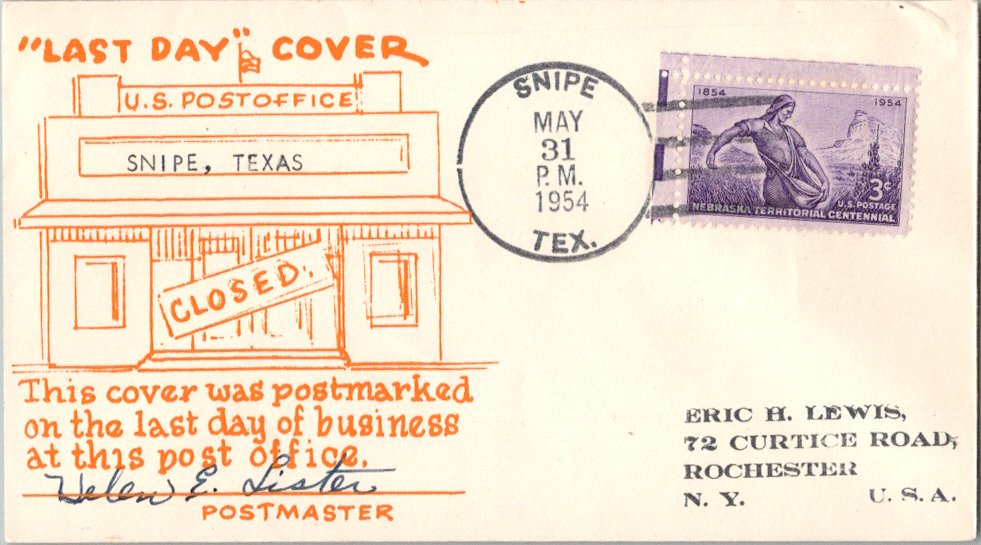 "LAST DAY" COVER
U.S. POSTOFFICE
SNIPE, TEXAS
CLOSED.
This cover was postmarked
on the last day of business
at this post office.
Helen E. Lister
POSTMASTER
SNIPE
MAY
31
P.M.
1954
TEX.
1854
1954
3¢
U.S. POSTAGE
NEBRASKA TERRITORIAL CENTENNIAL
ERIC H. LEWIS,
72 CURTICE ROAD,
ROCHESTER
N. Y. U. S. A.